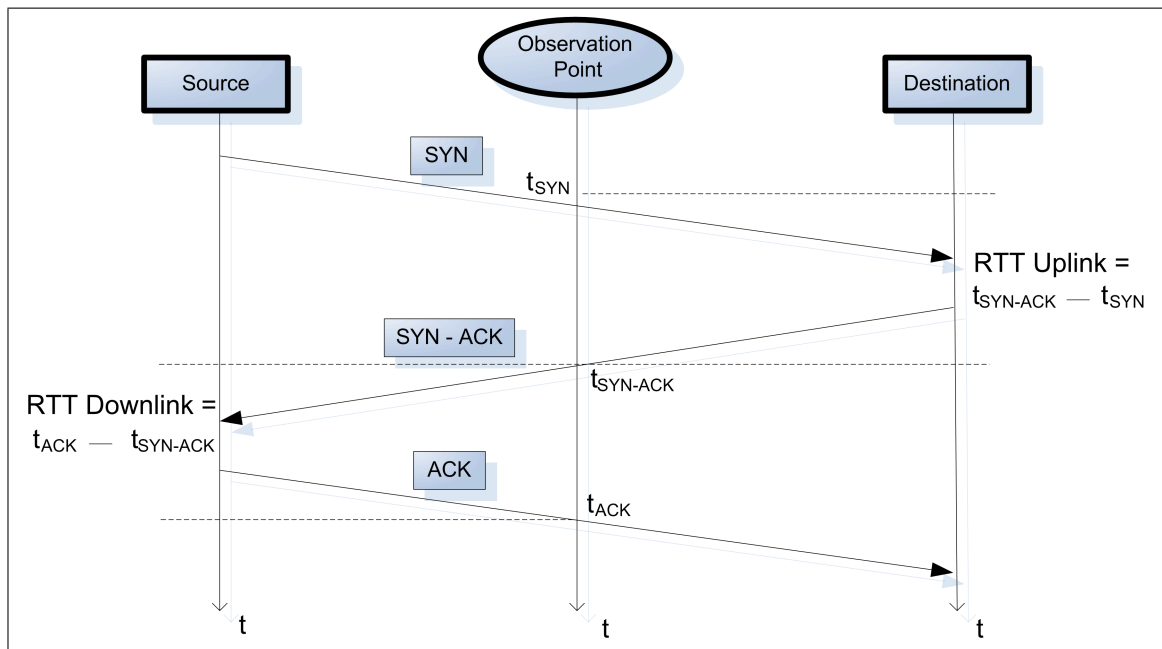 Source
Observation
Point
Destination
SYN
tSYN
RTT Uplink =
tSYN-ACK — tSYN
SYN - ACK
tSYN-ACK
RTT Downlink =
tACK — tSYN-ACK
ACK
tACK
t
t
t